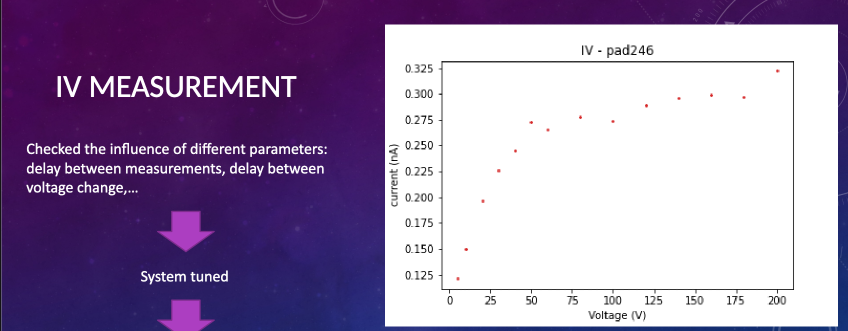 IV MEASUREMENT
Checked the influence of different parameters:
delay between measurements, delay between
voltage change,...
System tuned
IV - pad246
current (nA)
0.325
0.300
0.275
0.250
0.225
0.200
0.175
0.150
0.125
0 25 50 75 100 125 150 175 200
Voltage (V)